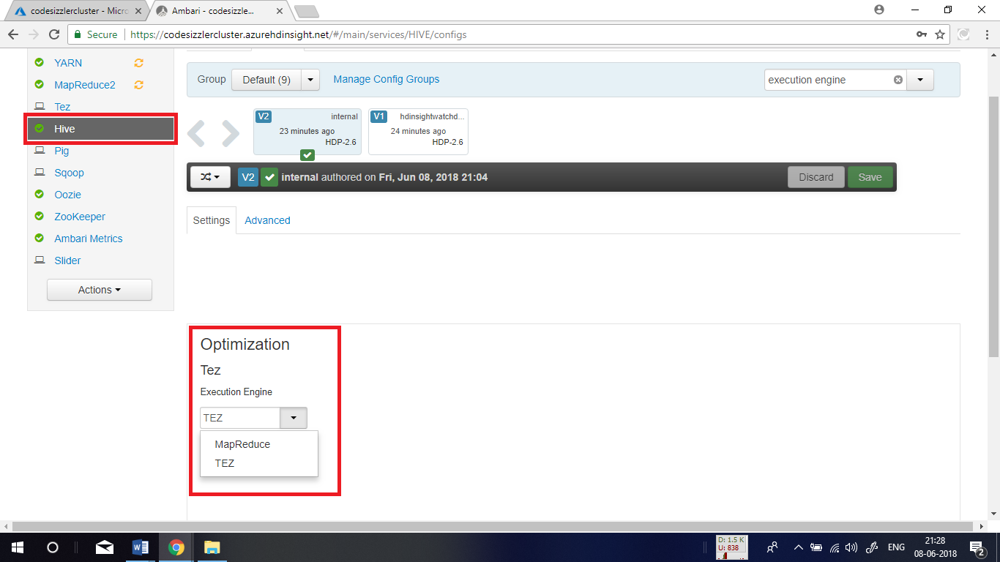 codesizzlercluster - Micro
Ambari - codesizzle...
Secure
https://codesizzlercluster.azurehdinsight.net/#/main/services/HIVE/configs
YARN
MapReduce2
Tez
Hive
Pig
Sqoop
Oozie
ZooKeeper
Ambari Metrics
Slider
Actions
Group
Default (9)
Manage Config Groups
execution engine
V2
internal
23 minutes ago
HDP-2.6
V1
hdinsightwatchd...
24 minutes ago
HDP-2.6
V2
internal authored on Fri, Jun 08, 2018 21:04
Discard
Save
Settings
Advanced
Optimization
Tez
Execution Engine
TEZ
MapReduce
TEZ
D: 1.5 K
U: 838
ENG
21:28
08-06-2018
2